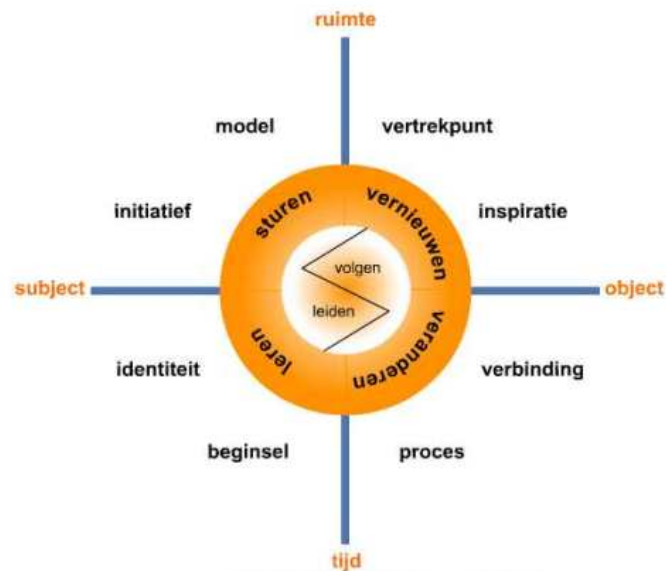 ruimte
model vertrekpunt
sturen vernieuwen
initiatief inspiratie
volgen
subject object
leiden
leren veranderen
identiteit verbinding
beginsel proces
tijd